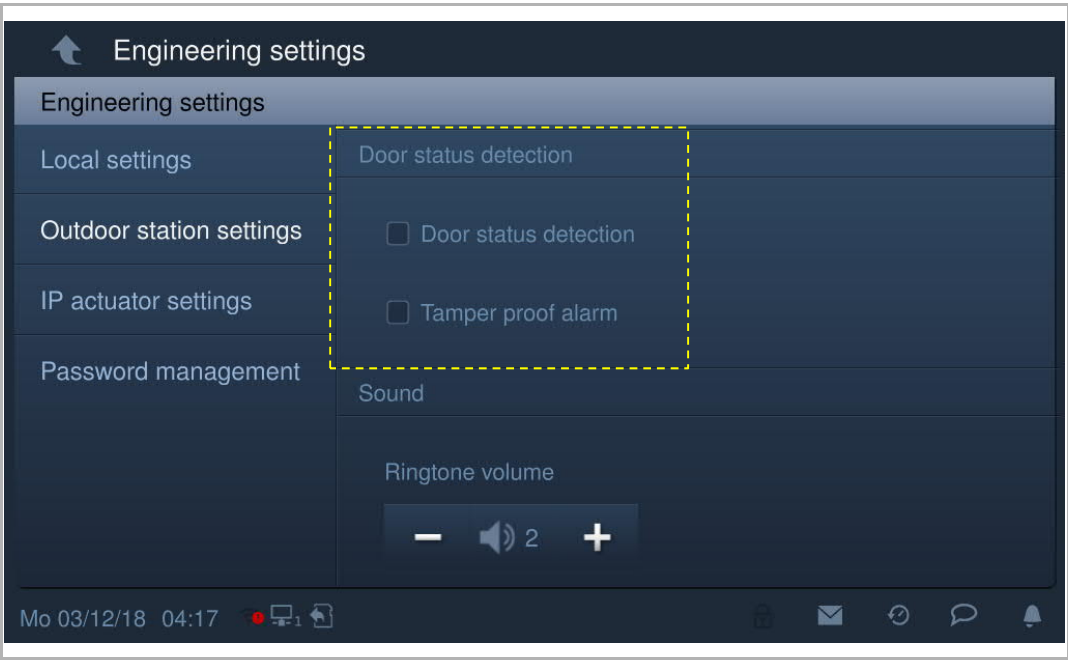 Engineering settings
Engineering settings
Local settings
Outdoor station settings
IP actuator settings
Password management
Door status detection
Door status detection
Tamper proof alarm
Sound
Ringtone volume
2
Mo 03/12/18 04:17 1